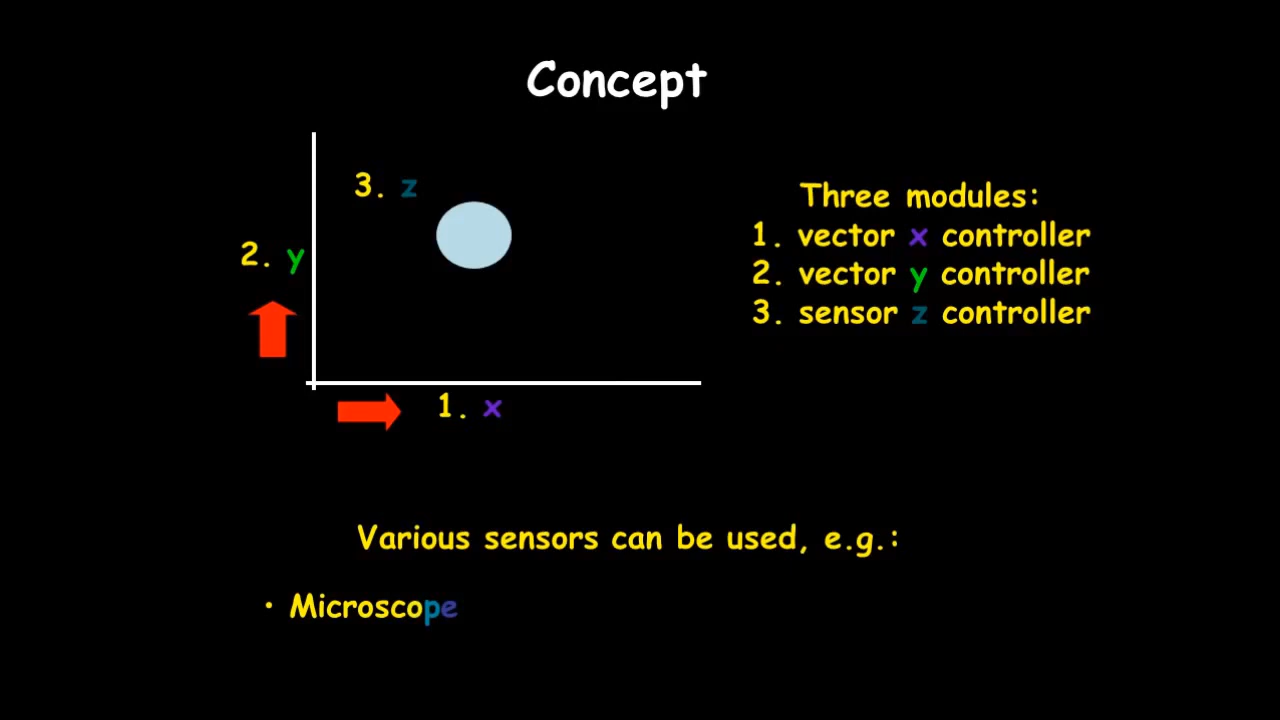 Concept
3. z
2. y
1. x
Three modules:
1. vector x controller
2. vector y controller
3. sensor z controller
Various sensors can be used, e.g.:
• Microscope